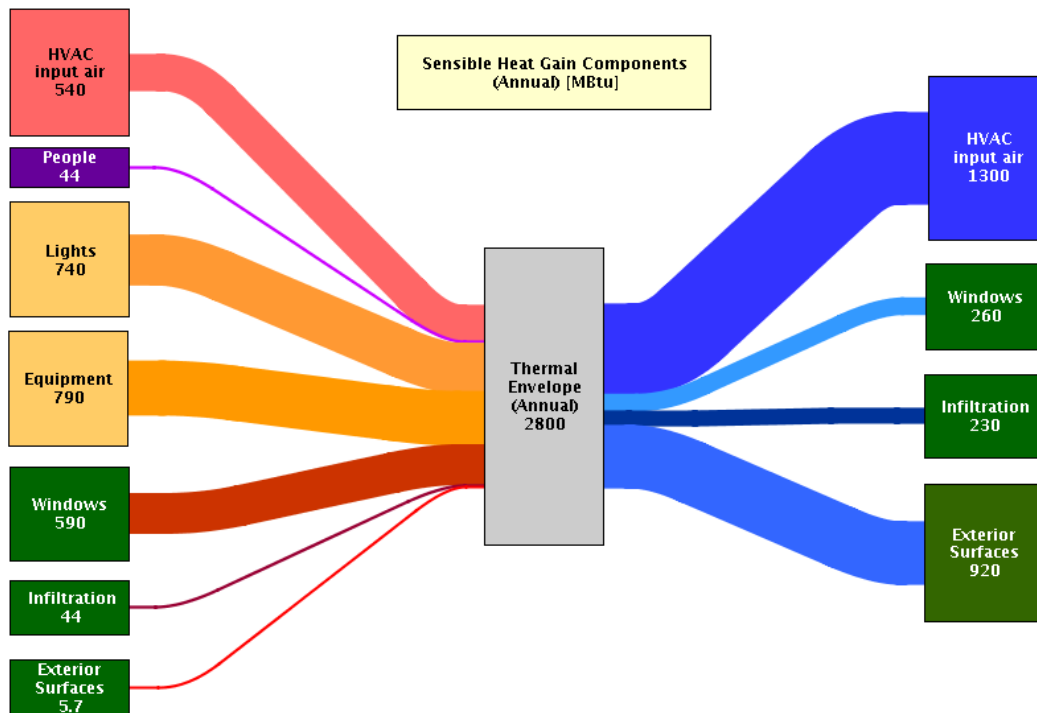 HVAC
input air
540
People
44
Lights
740
Equipment
790
Windows
590
Infiltration
44
Exterior
Surfaces
5.7
Sensible Heat Gain Components
(Annual) [MBtu]
Thermal
Envelope
(Annual)
2800
HVAC
input air
1300
Windows
260
Infiltration
230
Exterior
Surfaces
920